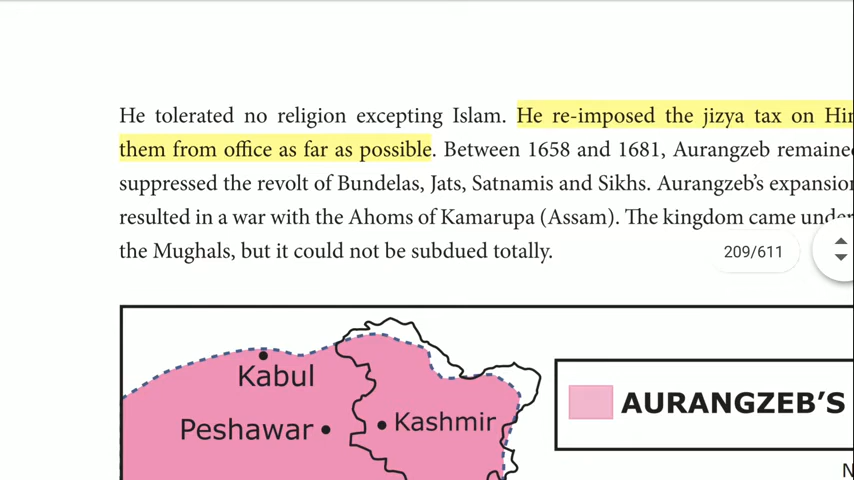 He tolerated no religion excepting Islam. He re-imposed the jizya tax on
them from office as far as possible. Between 1658 and 1681, Aurangzeb remained
suppressed the revolt of Bundelas, Jats, Satnamis and Sikhs. Aurangzeb's
resulted in a war with the Ahoms of Kamarupa (Assam). The kingdom came under
the Mughals, but it could not be subdued totally.
209/611
Kabul
AURANGZEB'S
Peshawar
Kashmir
N